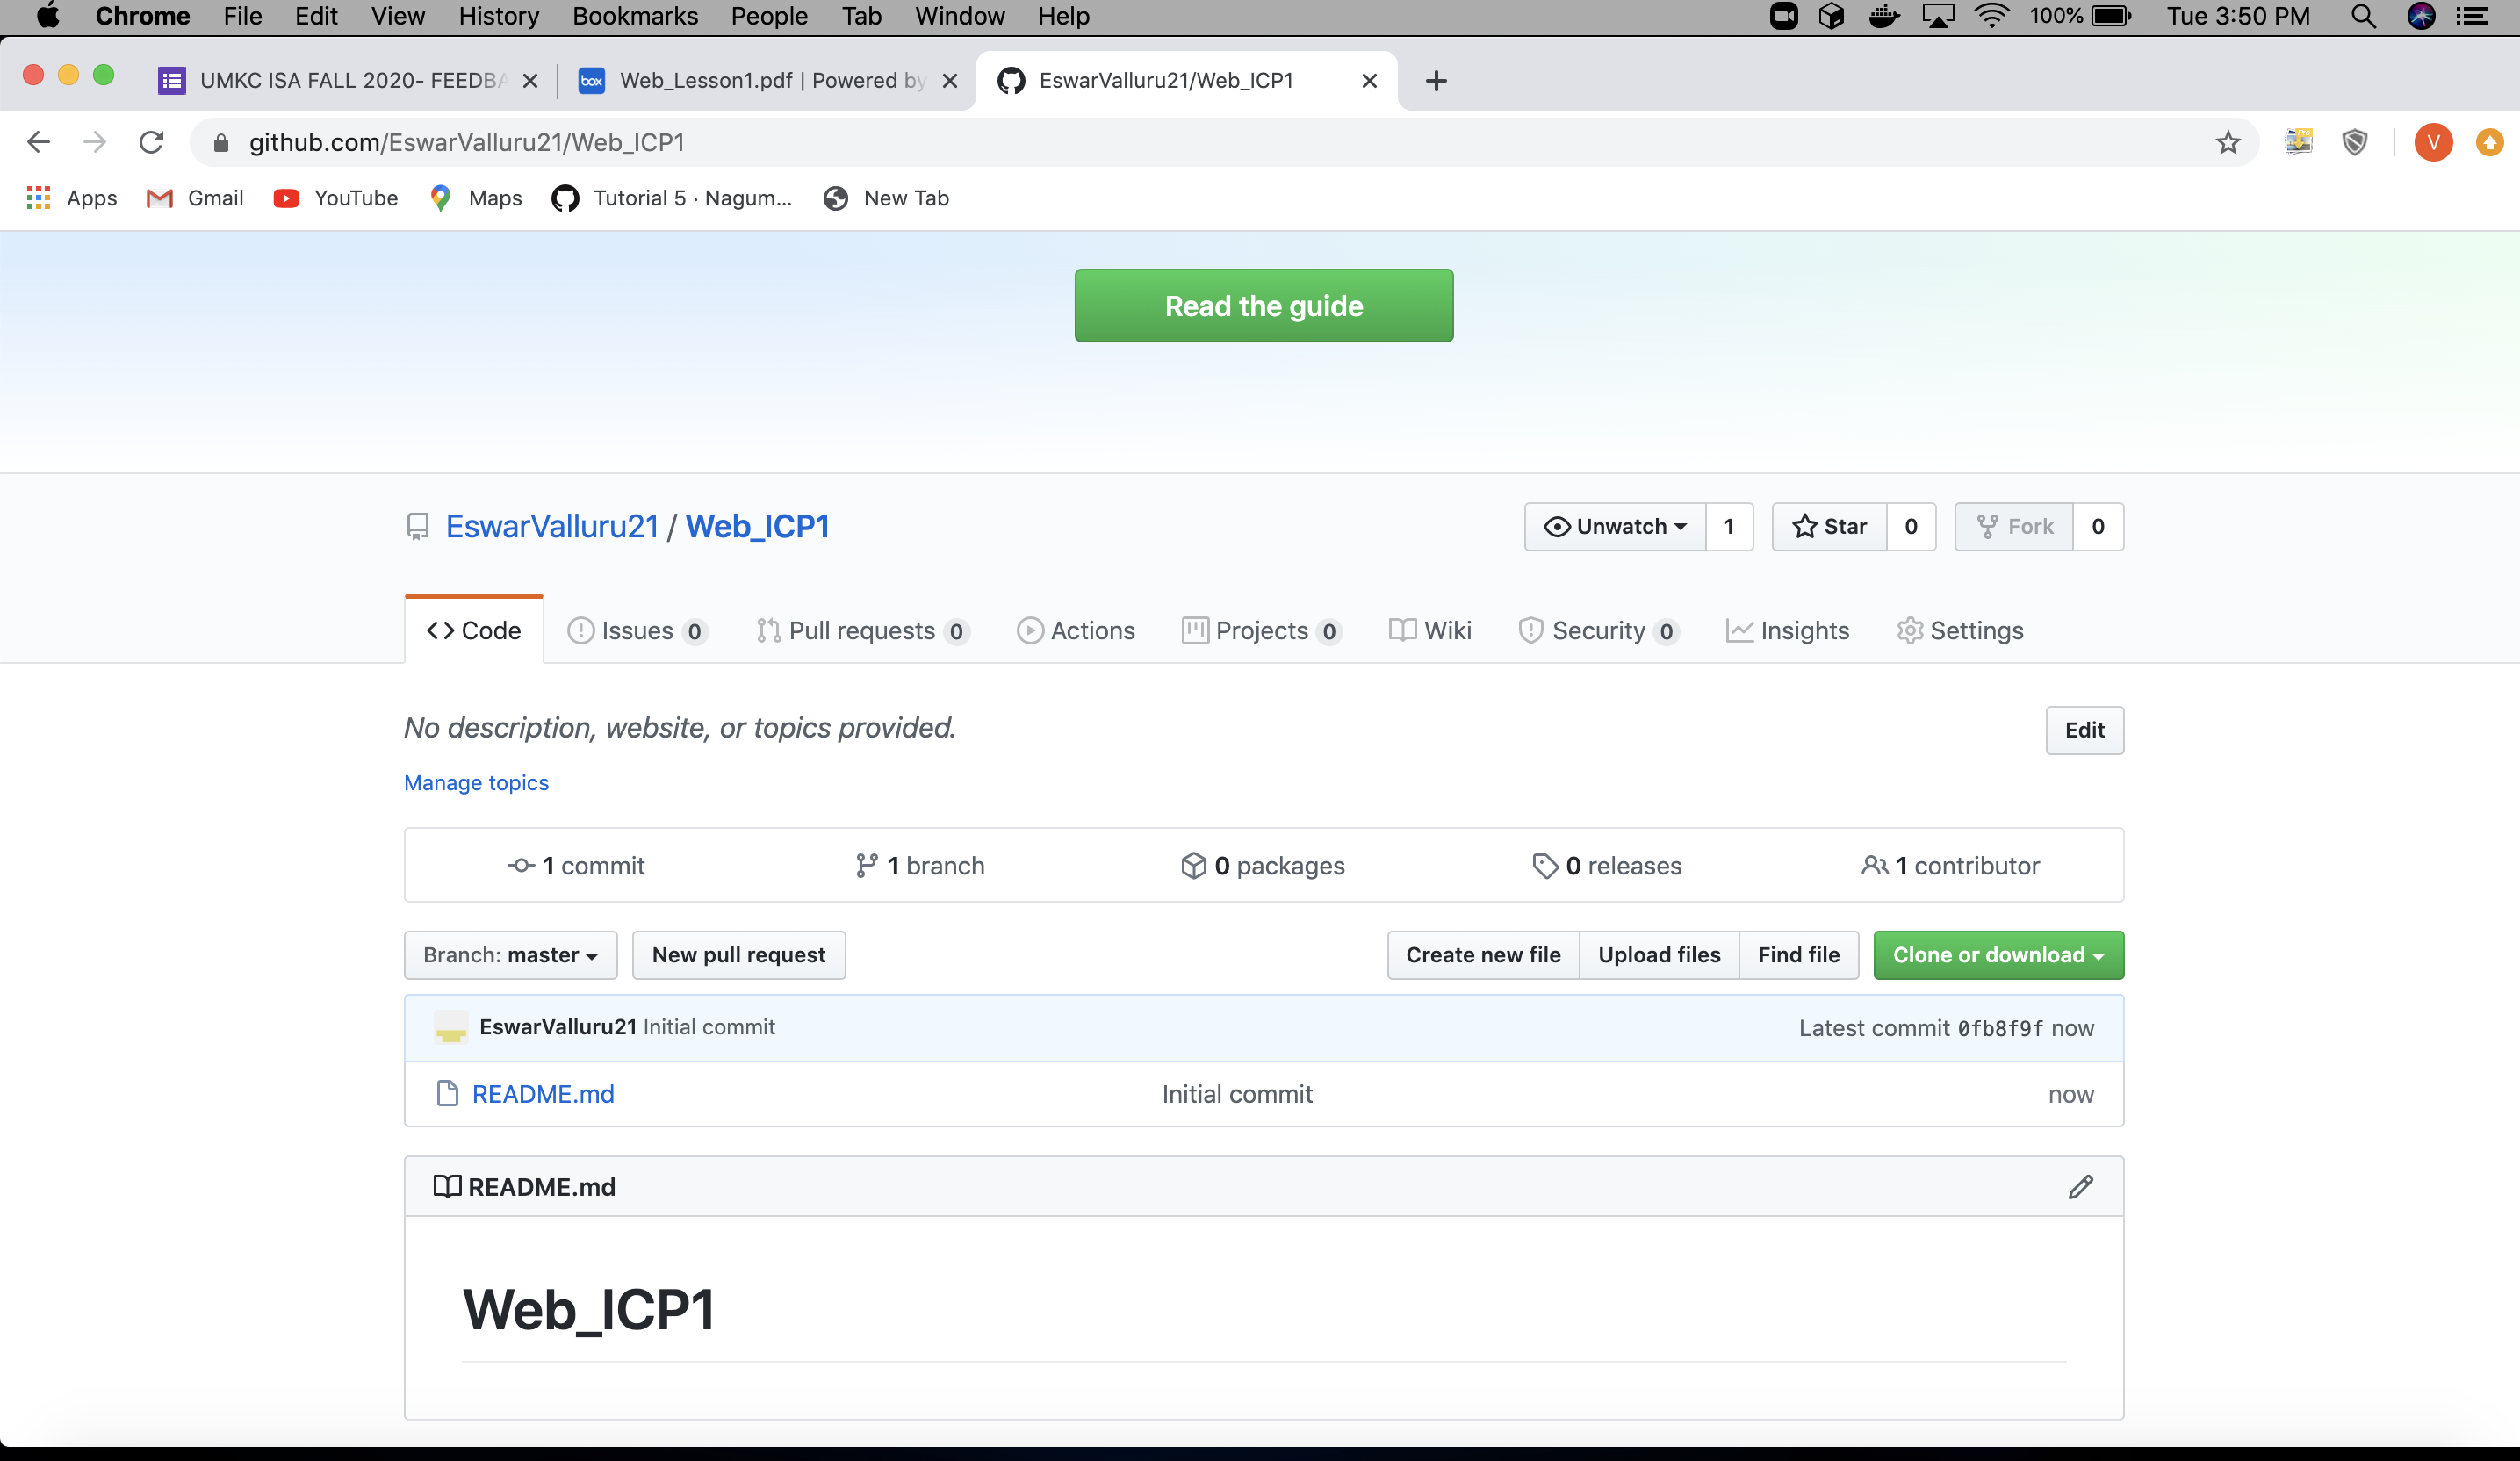 Chrome File Edit View History Bookmarks People Tab Window Help 100% Tue 3:50 PM
UMKC ISA FALL 2020- FEEDBA Web_Lesson1.pdf | Powered by EswarValluru21/Web_ICP1
github.com/EswarValluru21/Web_ICP1 V
Apps Gmail YouTube Maps Tutorial 5 · Nagum... New Tab
Read the guide
EswarValluru21 / Web_ICP1 Unwatch 1 Star 0 Fork 0
Code Issues 0 Pull requests 0 Actions Projects 0 Wiki Security 0 Insights Settings
No description, website, or topics provided. Edit
Manage topics
1 commit 1 branch 0 packages 0 releases 1 contributor
Branch: master New pull request Create new file Upload files Find file Clone or download
EswarValluru21 Initial commit Latest commit 0fb8f9f now
README.md Initial commit now
README.md
Web_ICP1